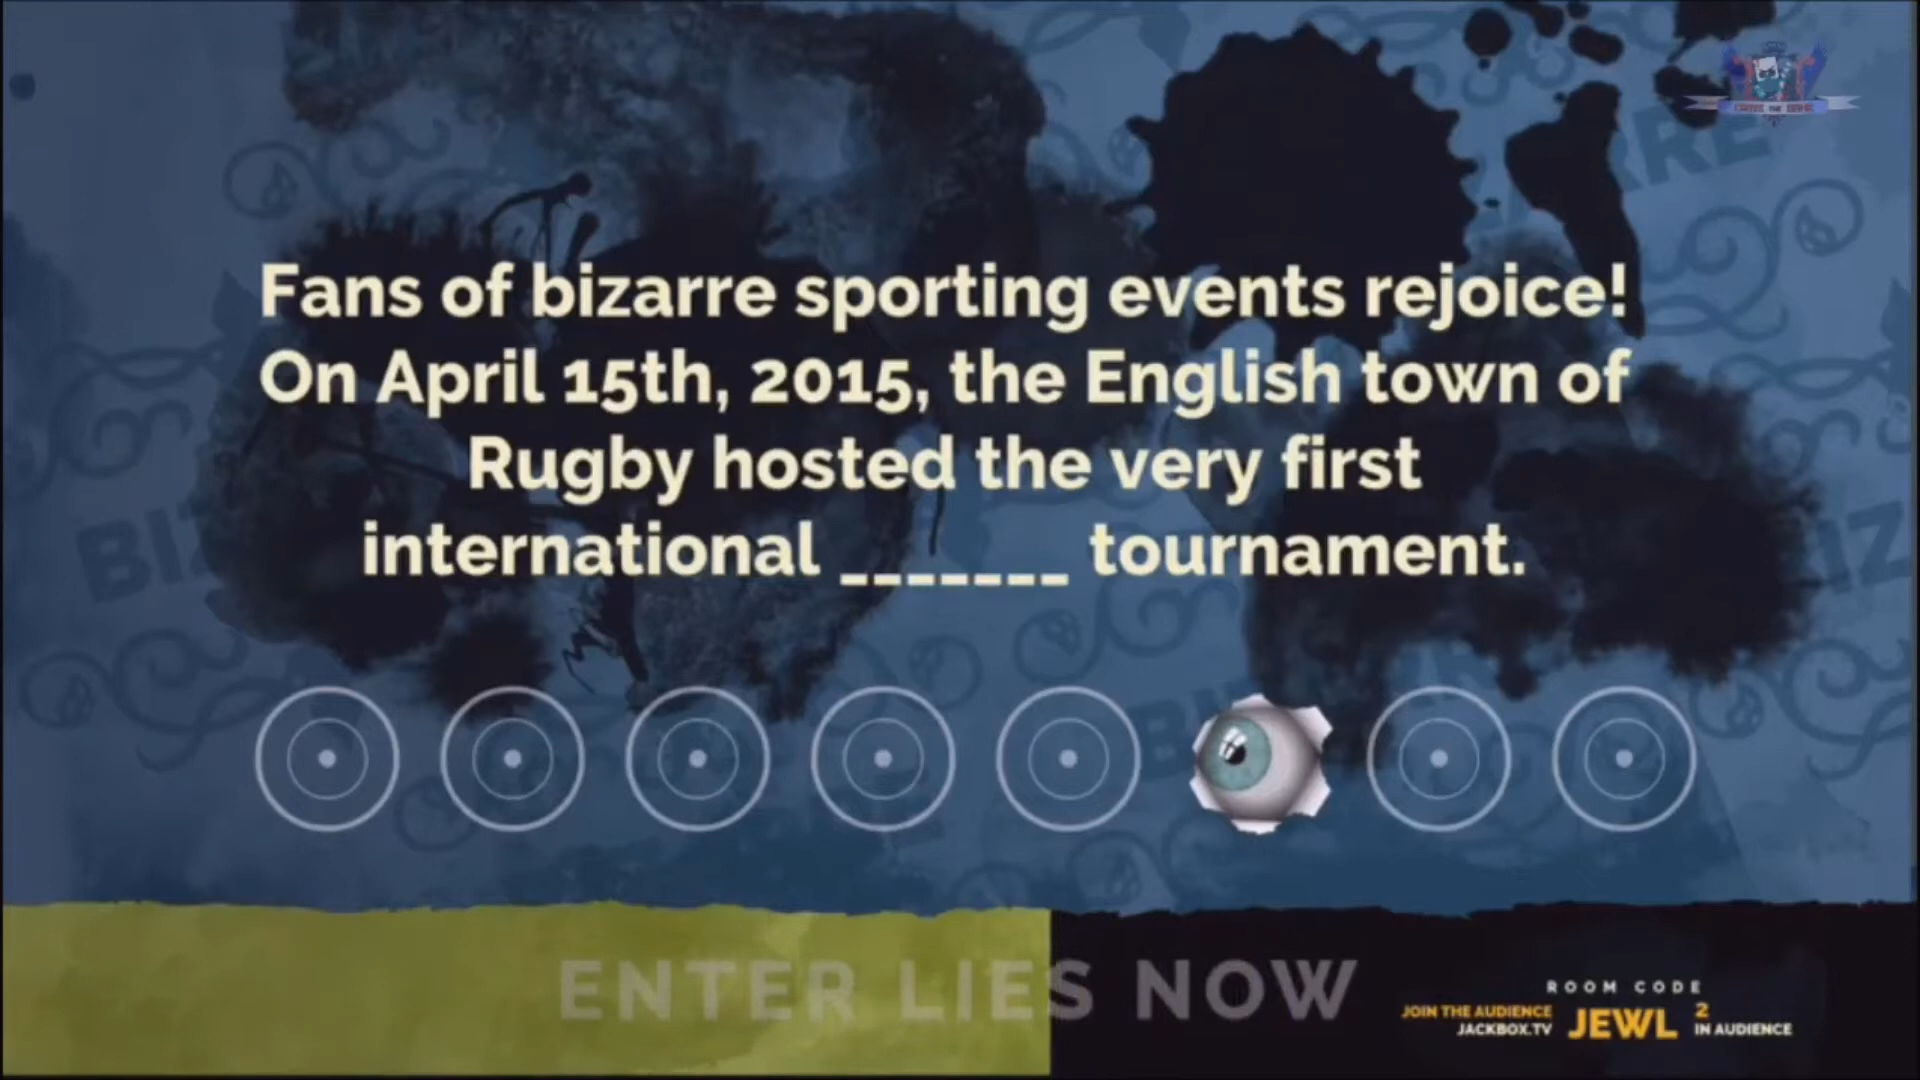 Fans of bizarre sporting events rejoice!
On April 15th, 2015, the English town of
Rugby hosted the very first
international _______ tournament.
ENTER LIES NOW
ROOM CODE
JOIN THE AUDIENCE
JACKBOX.TV
JEWL
2
IN AUDIENCE